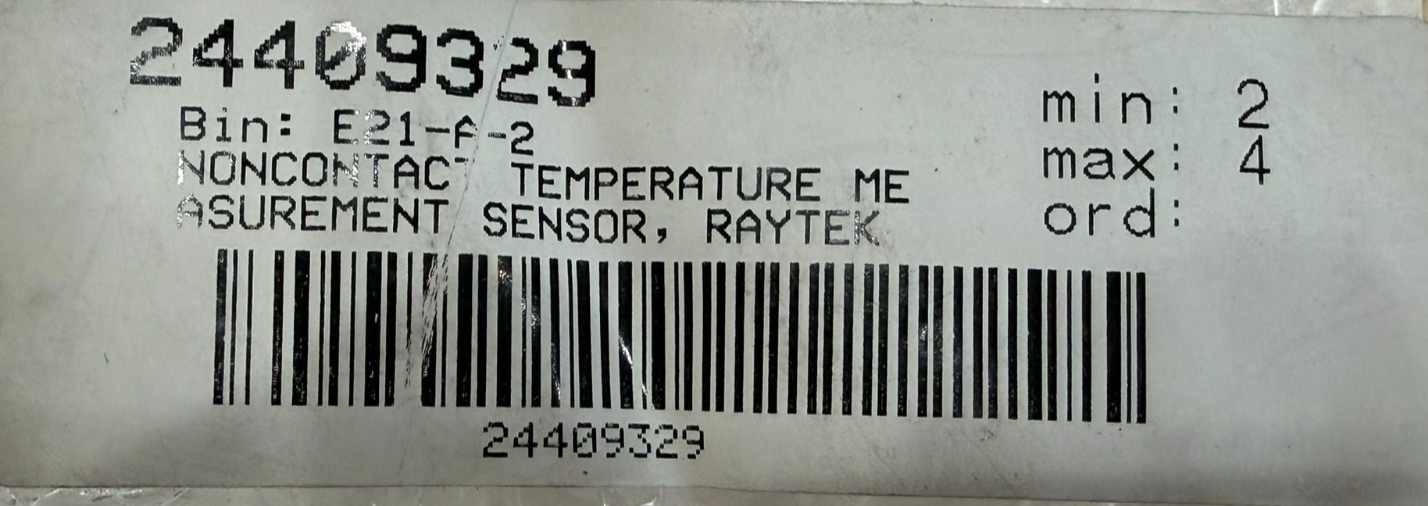 24409329
Bin: E21-A-2
NONCONTACT TEMPERATURE ME
ASUREMENT SENSOR, RAYTEK
min: 2
max: 4
ord:
24409329